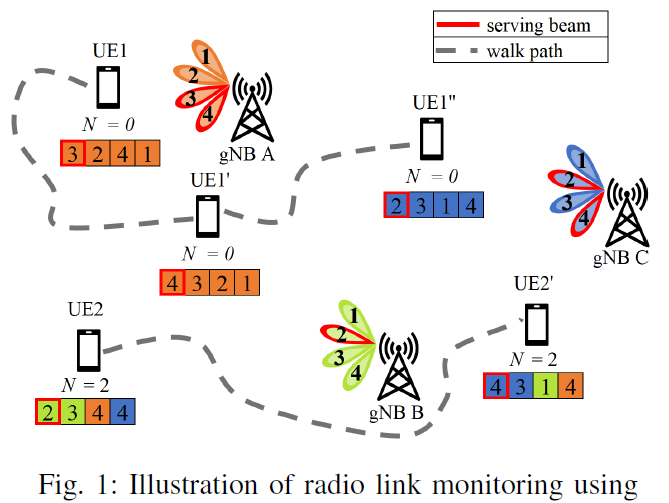 serving beam
walk path
UE1
N = 0
3 2 4 1
1
2
3
4
gNB A
UE1'
N = 0
4 3 2 1
UE1"
N = 0
2 3 1 4
1
2
3
4
gNB C
UE2
N = 2
2 3 4 4
1
2
3
4
gNB B
UE2'
N = 2
4 3 1 4
Fig. 1: Illustration of radio link monitoring using